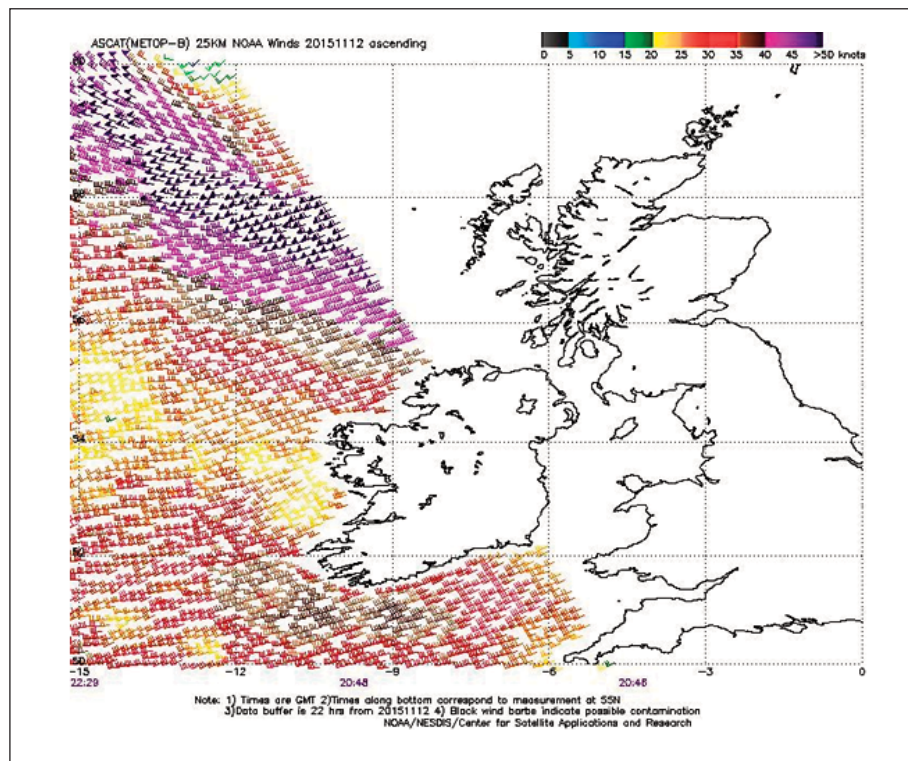 ASCAT(METOP-B) 25KM NOAA Winds 20151112 ascending
0 5 10 15 20 25 30 35 40 45 >50 knots
60
58
56
54
52
50
-15 -12 -9 -6 -3 0
22:29 20:48 20:46
Note: 1) Times are GMT 2)Times along bottom correspond to measurement at 55N
3)Data buffer is 22 hrs from 20151112 4) Black wind barbs indicate possible contamination
NOAA/NESDIS/Center for Satellite Applications and Research